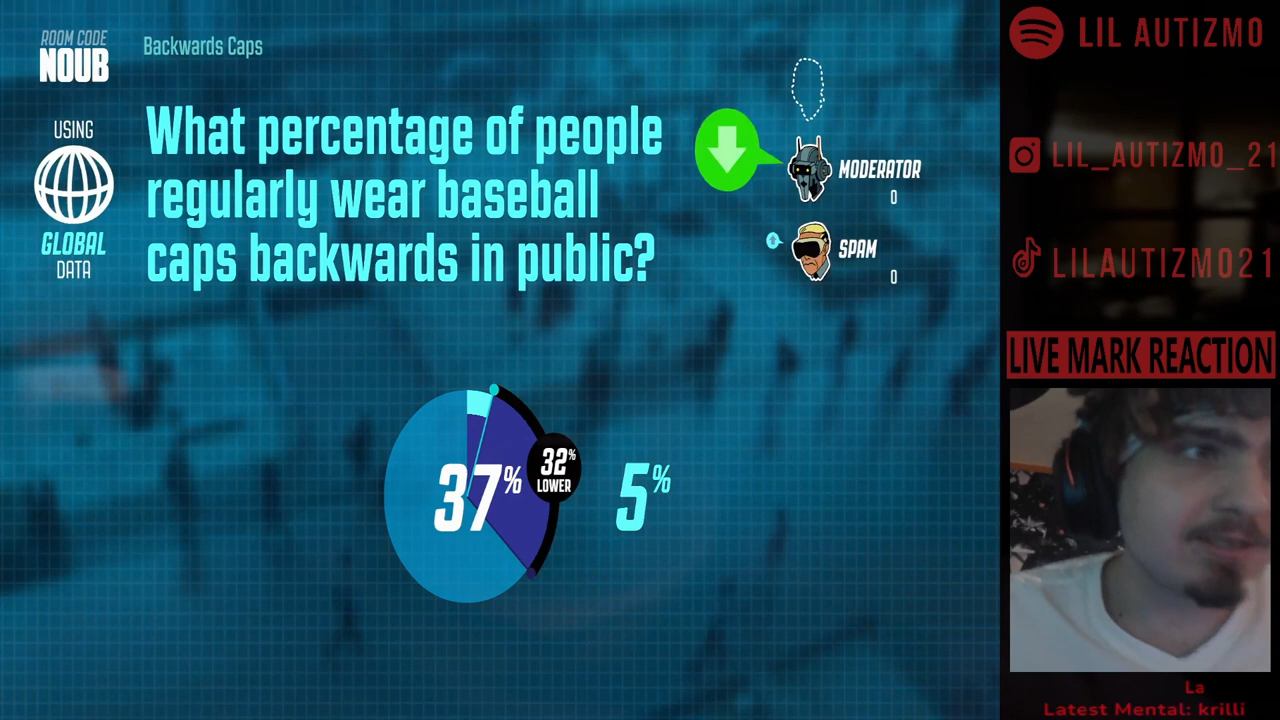 ROOM CODE
NOUB
Backwards Caps
USING
GLOBAL
DATA
What percentage of people
regularly wear baseball
caps backwards in public?
MODERATOR
0
SPAM
0
37%
32%
LOWER
5%
LIL AUTIZMO
LIL_AUTIZMO_21
LILAUTIZMO21
LIVE MARK REACTION
La
Latest Mental: krilli